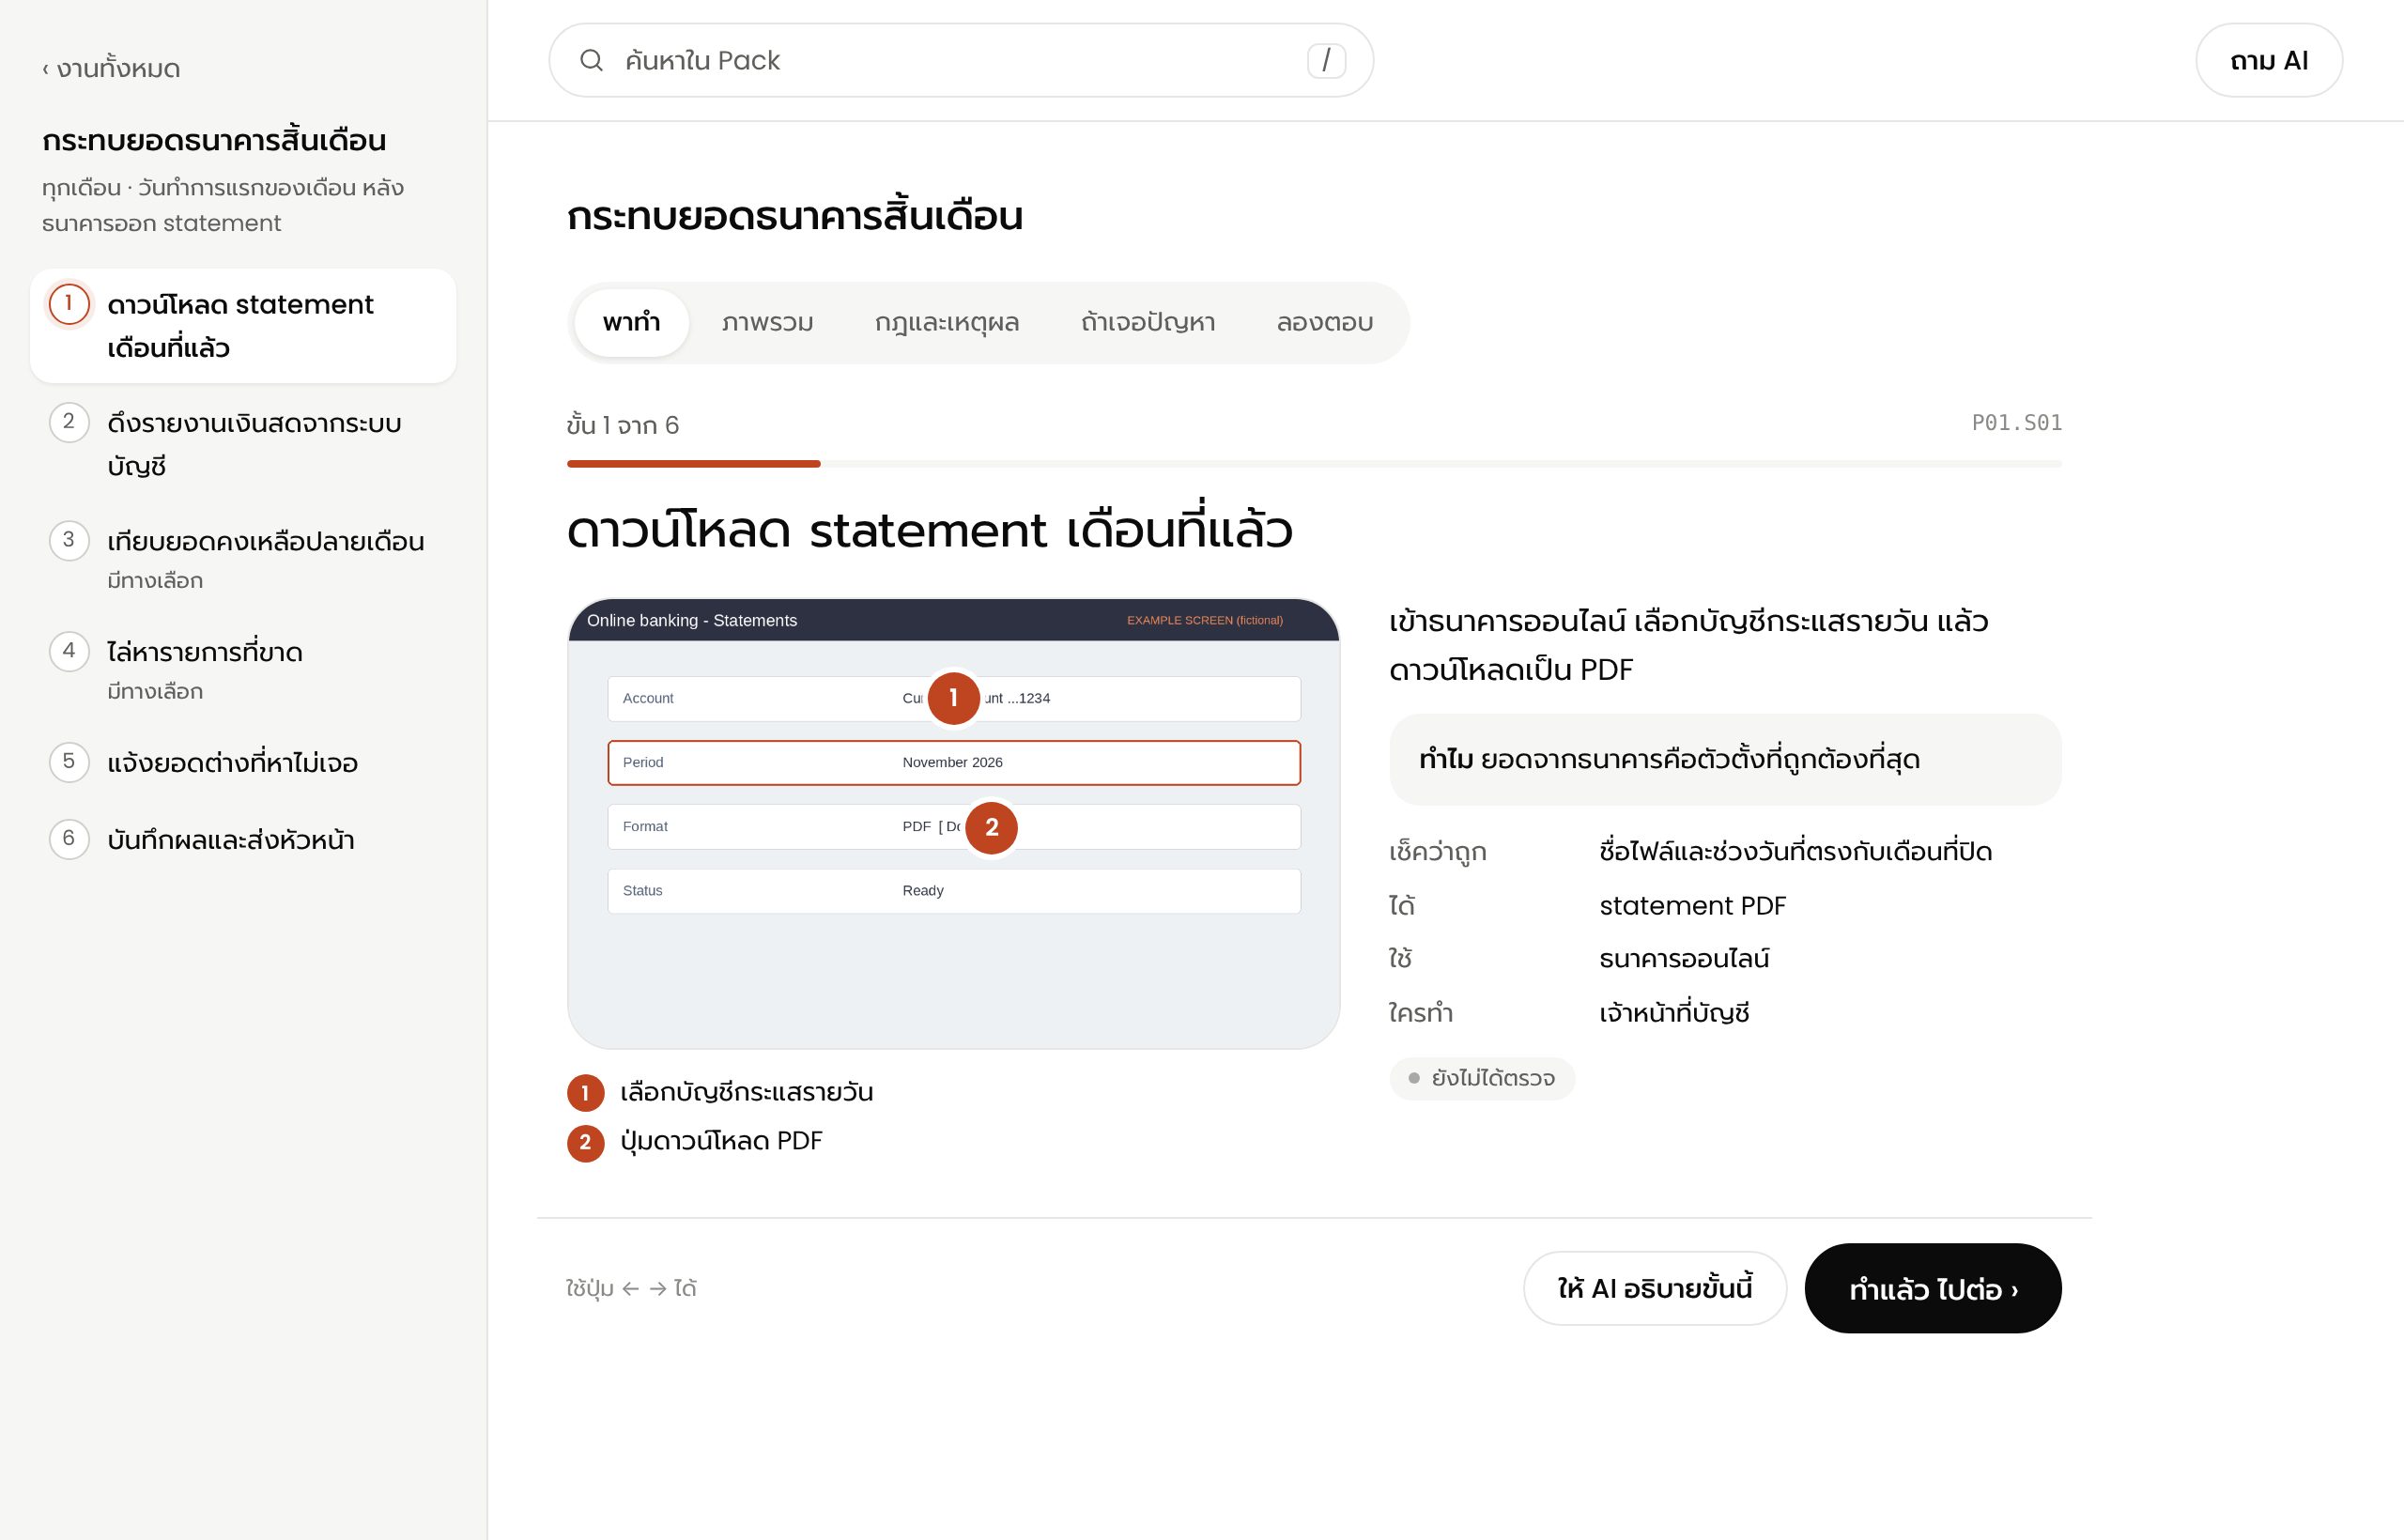 ‹ งานทั้งหมด
กระทบยอดธนาคารสิ้นเดือน
ทุกเดือน · วันทำการแรกของเดือน หลัง
ธนาคารออก statement
1 ดาวน์โหลด statement
เดือนที่แล้ว
2 ดึงรายงานเงินสดจากระบบ
บัญชี
3 เทียบยอดคงเหลือปลายเดือน
มีทางเลือก
4 ไล่หารายการที่ขาด
มีทางเลือก
5 แจ้งยอดต่างที่หาไม่เจอ
6 บันทึกผลและส่งหัวหน้า
ค้นหาใน Pack /
ถาม AI
กระทบยอดธนาคารสิ้นเดือน
พาทำ ภาพรวม กฎและเหตุผล ถ้าเจอปัญหา ลองตอบ
ขั้น 1 จาก 6 P01.S01
ดาวน์โหลด statement เดือนที่แล้ว
Online banking - Statements EXAMPLE SCREEN (fictional)
Account 1 ...1234
Period November 2026
Format PDF [ 2
Status Ready
1 เลือกบัญชีกระแสรายวัน
2 ปุ่มดาวน์โหลด PDF
เข้าธนาคารออนไลน์ เลือกบัญชีกระแสรายวัน แล้ว
ดาวน์โหลดเป็น PDF
ทำไม ยอดจากธนาคารคือตัวตั้งที่ถูกต้องที่สุด
เช็คว่าถูก ชื่อไฟล์และช่วงวันที่ตรงกับเดือนที่ปิด
ได้ statement PDF
ใช้ ธนาคารออนไลน์
ใครทำ เจ้าหน้าที่บัญชี
ยังไม่ได้ตรวจ
ใช้ปุ่ม ← → ได้
ให้ AI อธิบายขั้นนี้
ทำแล้ว ไปต่อ ›